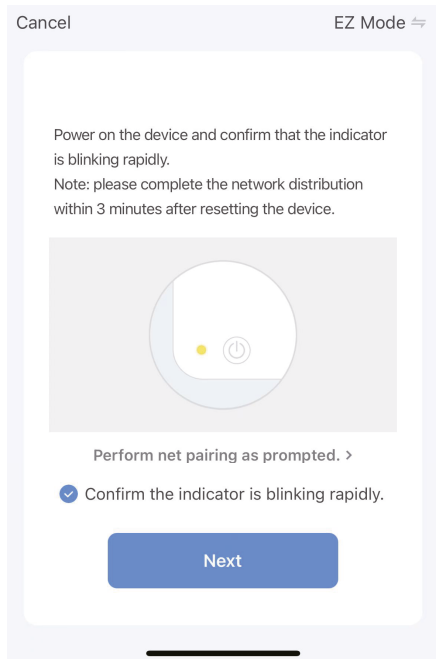 Cancel
EZ Mode
Power on the device and confirm that the indicator
is blinking rapidly.
Note: please complete the network distribution
within 3 minutes after resetting the device.
Perform net pairing as prompted. >
Confirm the indicator is blinking rapidly.
Next